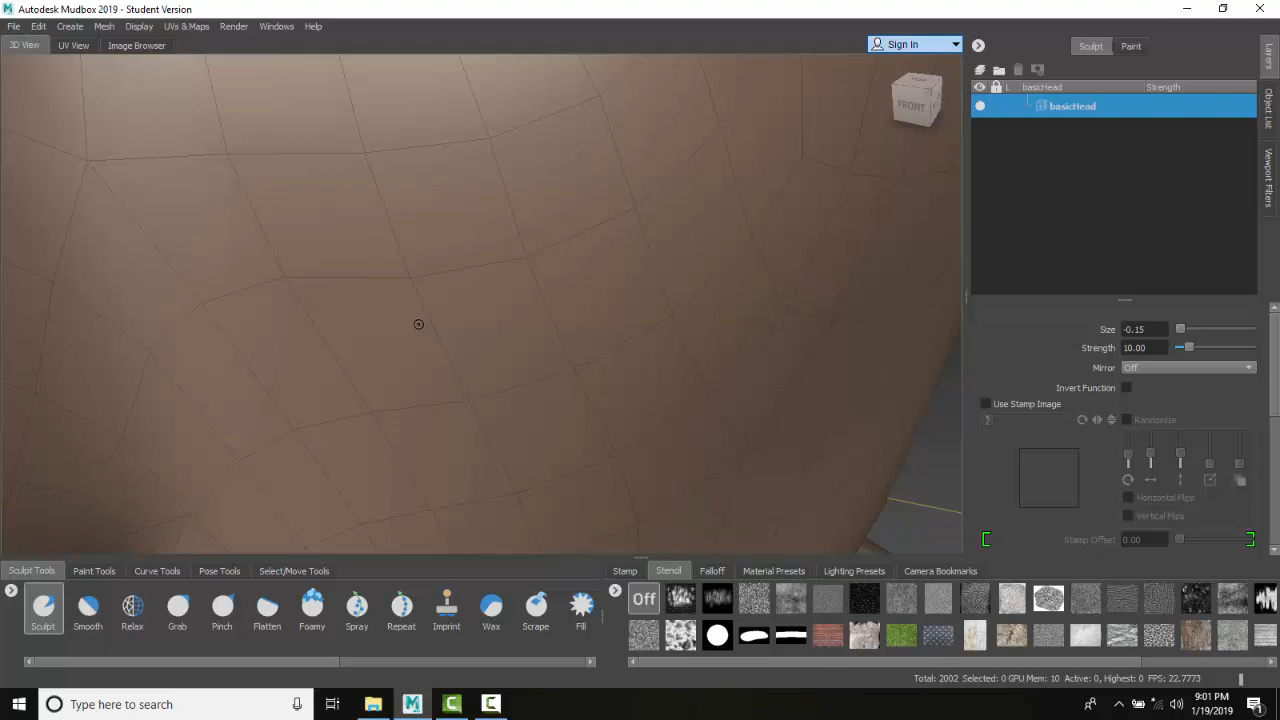 Autodesk Mudbox 2019 - Student Version
File Edit Create Mesh Display UVs & Maps Render Windows Help
3D View UV View Image Browser
Sign In
Sculpt Paint
Layers
Object List
Viewport Filters
FRONT
L basicHead Strength
basicHead
Size -0.15
Strength 10.00
Mirror Off
Invert Function
Use Stamp Image
Randomize
Horizontal Flips
Vertical Flips
Stamp Offset 0.00
Sculpt Tools Paint Tools Curve Tools Pose Tools Select/Move Tools
Stamp Stencil Falloff Material Presets Lighting Presets Camera Bookmarks
Off
Sculpt Smooth Relax Grab Pinch Flatten Foamy Spray Repeat Imprint Wax Scrape Fill
Total: 2002 Selected: 0 GPU Mem: 10 Active: 0, Highest: 0 FPS: 22.7773
Type here to search
9:01 PM
1/19/2019